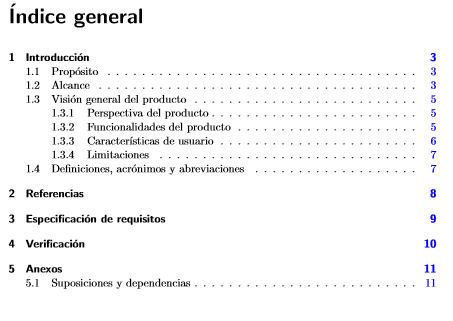 Índice general
1 Introducción 3
1.1 Propósito . . . . . . . . . . . . . . . . . . . . . . . . . . . . . . . . . . . . 3
1.2 Alcance . . . . . . . . . . . . . . . . . . . . . . . . . . . . . . . . . . . . . 3
1.3 Visión general del producto . . . . . . . . . . . . . . . . . . . . . . . . . . 5
1.3.1 Perspectiva del producto . . . . . . . . . . . . . . . . . . . . . . . . 5
1.3.2 Funcionalidades del producto . . . . . . . . . . . . . . . . . . . . . 5
1.3.3 Características de usuario . . . . . . . . . . . . . . . . . . . . . . . 6
1.3.4 Limitaciones . . . . . . . . . . . . . . . . . . . . . . . . . . . . . . 7
1.4 Definiciones, acrónimos y abreviaciones . . . . . . . . . . . . . . . . . . . 7
2 Referencias 8
3 Especificación de requisitos 9
4 Verificación 10
5 Anexos 11
5.1 Suposiciones y dependencias . . . . . . . . . . . . . . . . . . . . . . . . . . 11